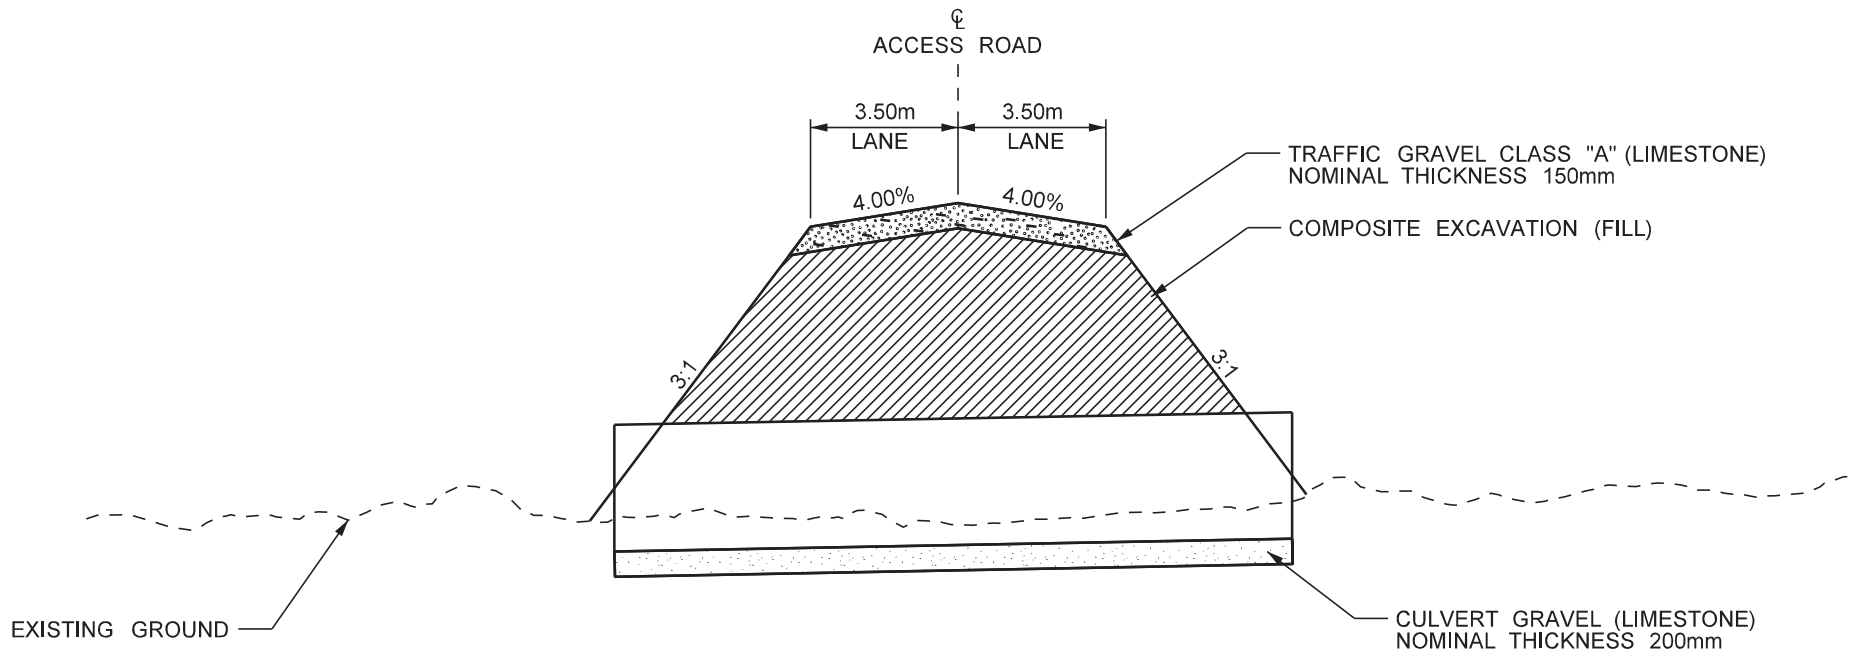 ℄
ACCESS ROAD
3.50m
3.50m
LANE
LANE
TRAFFIC GRAVEL CLASS "A" (LIMESTONE)
NOMINAL THICKNESS 150mm
4.00%
4.00%
COMPOSITE EXCAVATION (FILL)
3:1
3:1
EXISTING GROUND
CULVERT GRAVEL (LIMESTONE)
NOMINAL THICKNESS 200mm